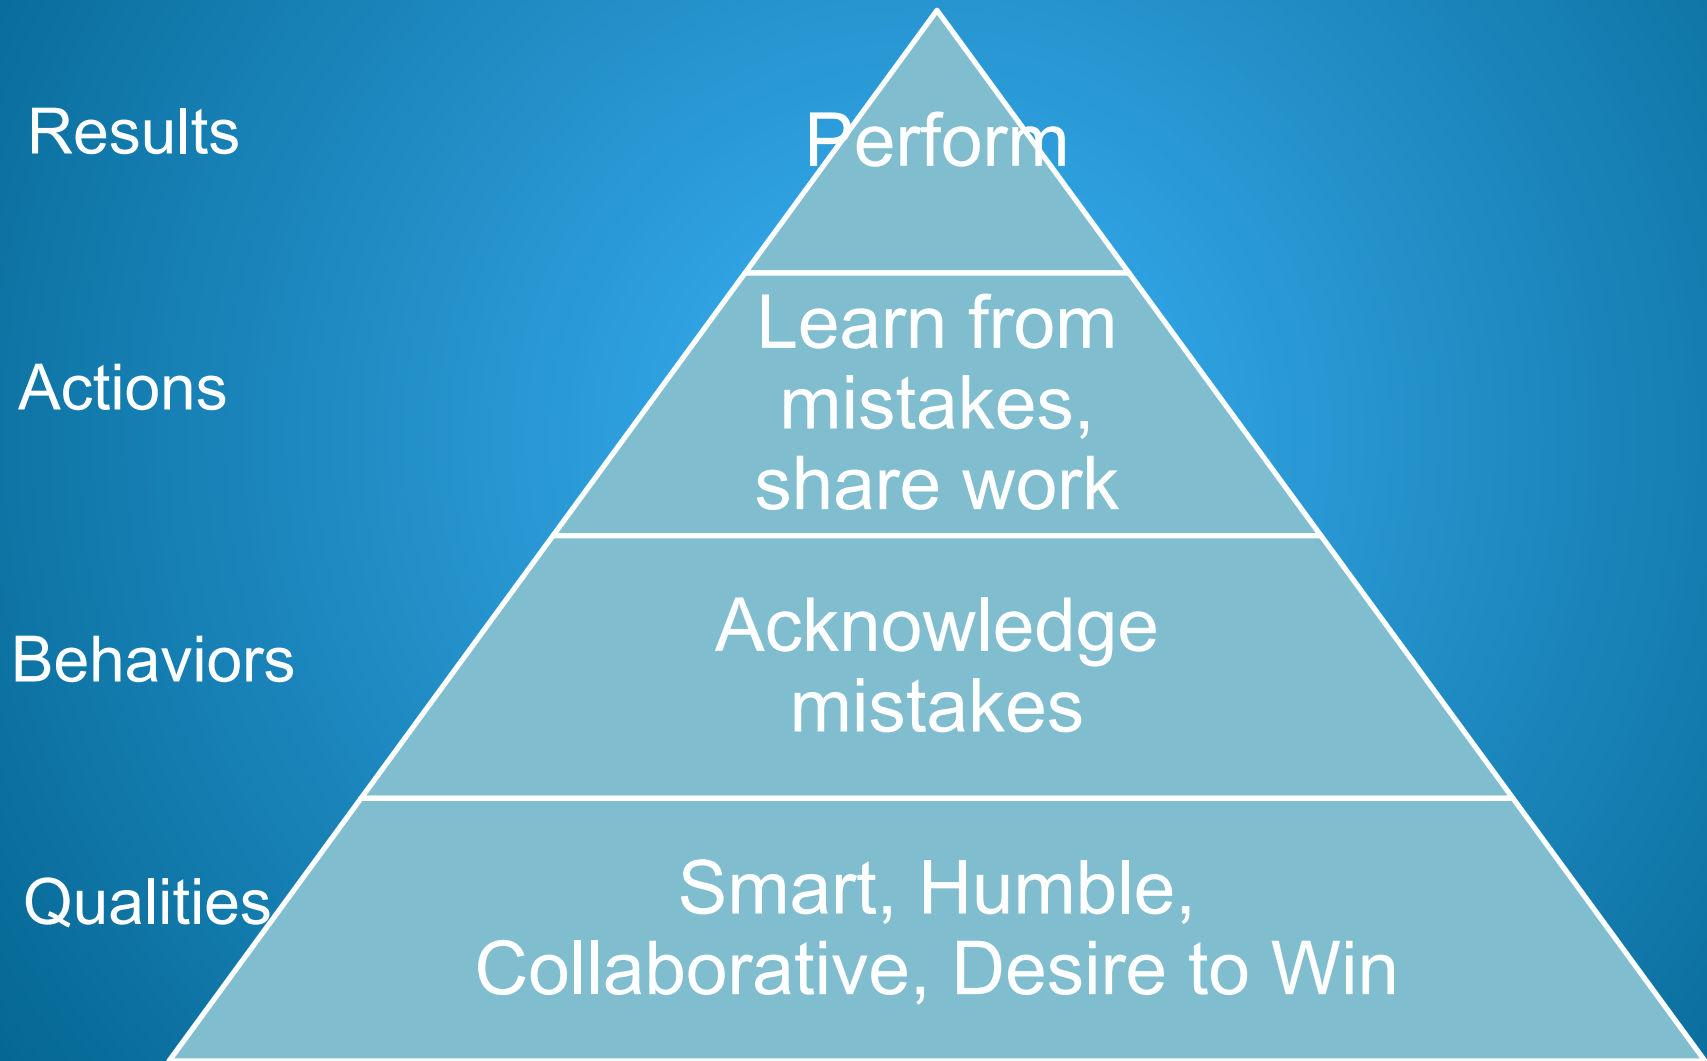 Results
Perform
Actions
Learn from
mistakes,
share work
Behaviors
Acknowledge
mistakes
Qualities
Smart, Humble,
Collaborative, Desire to Win